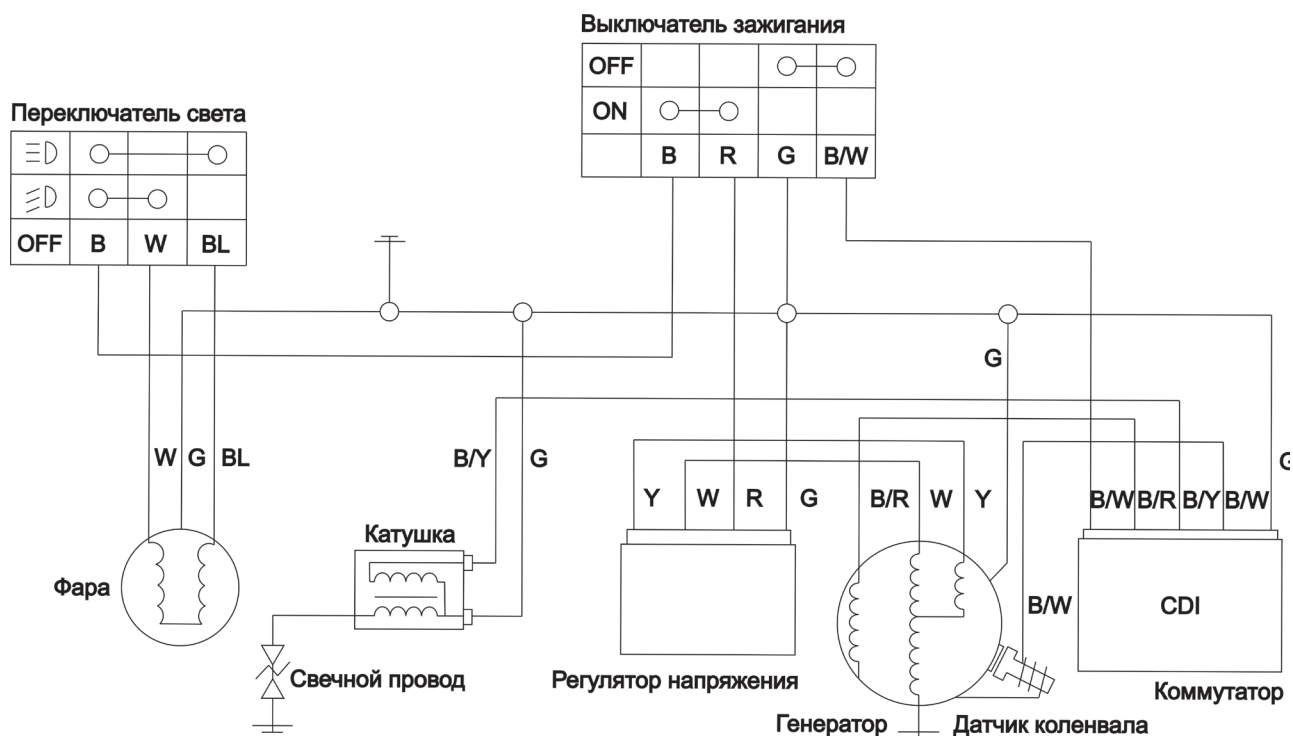 Выключатель зажигания
OFF
ON
B R G B/W
Переключатель света
OFF B W BL
G
W G BL
B/Y
G
Y W R G
B/R W Y
B/W B/R B/Y B/W
G
Катушка
Фара
B/W
CDI
Свечной провод
Регулятор напряжения
Коммутатор
Генератор
Датчик коленвала